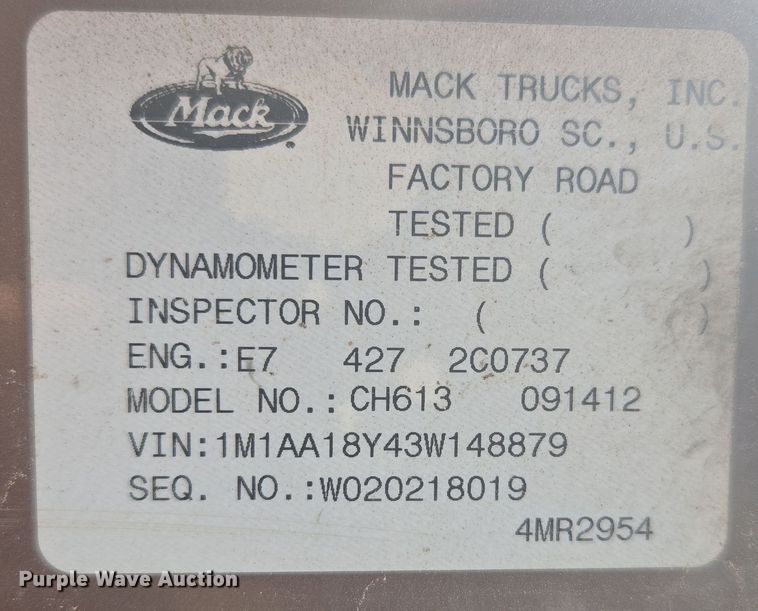 Mack
MACK TRUCKS, INC.
WINNSBORO SC., U.S.
FACTORY ROAD
TESTED ( )
DYNAMOMETER TESTED ( )
INSPECTOR NO.: ( )
ENG.:E7 427 2C0737
MODEL NO.: CH613 091412
VIN:1M1AA18Y43W148879
SEQ. NO.:W020218019
4MR2954
Purple Wave Auction